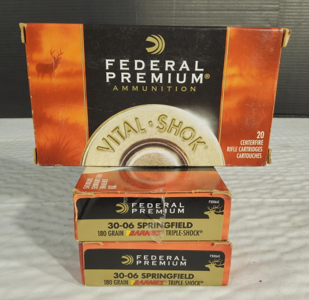 FEDERAL
PREMIUM®
AMMUNITION
VITAL·SHOK®
20
CENTERFIRE
RIFLE CARTRIDGES
CARTOUCHES
FEDERAL
PREMIUM
30-06 SPRINGFIELD
180 GRAIN BARNES TRIPLE-SHOCK®
FEDERAL
PREMIUM
30-06 SPRINGFIELD
180 GRAIN BARNES TRIPLE-SHOCK®